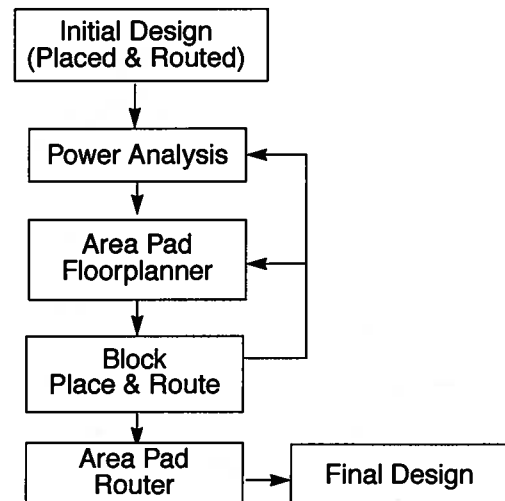 Initial Design
(Placed & Routed)
Power Analysis
Area Pad
Floorplanner
Block
Place & Route
Area Pad
Router
Final Design